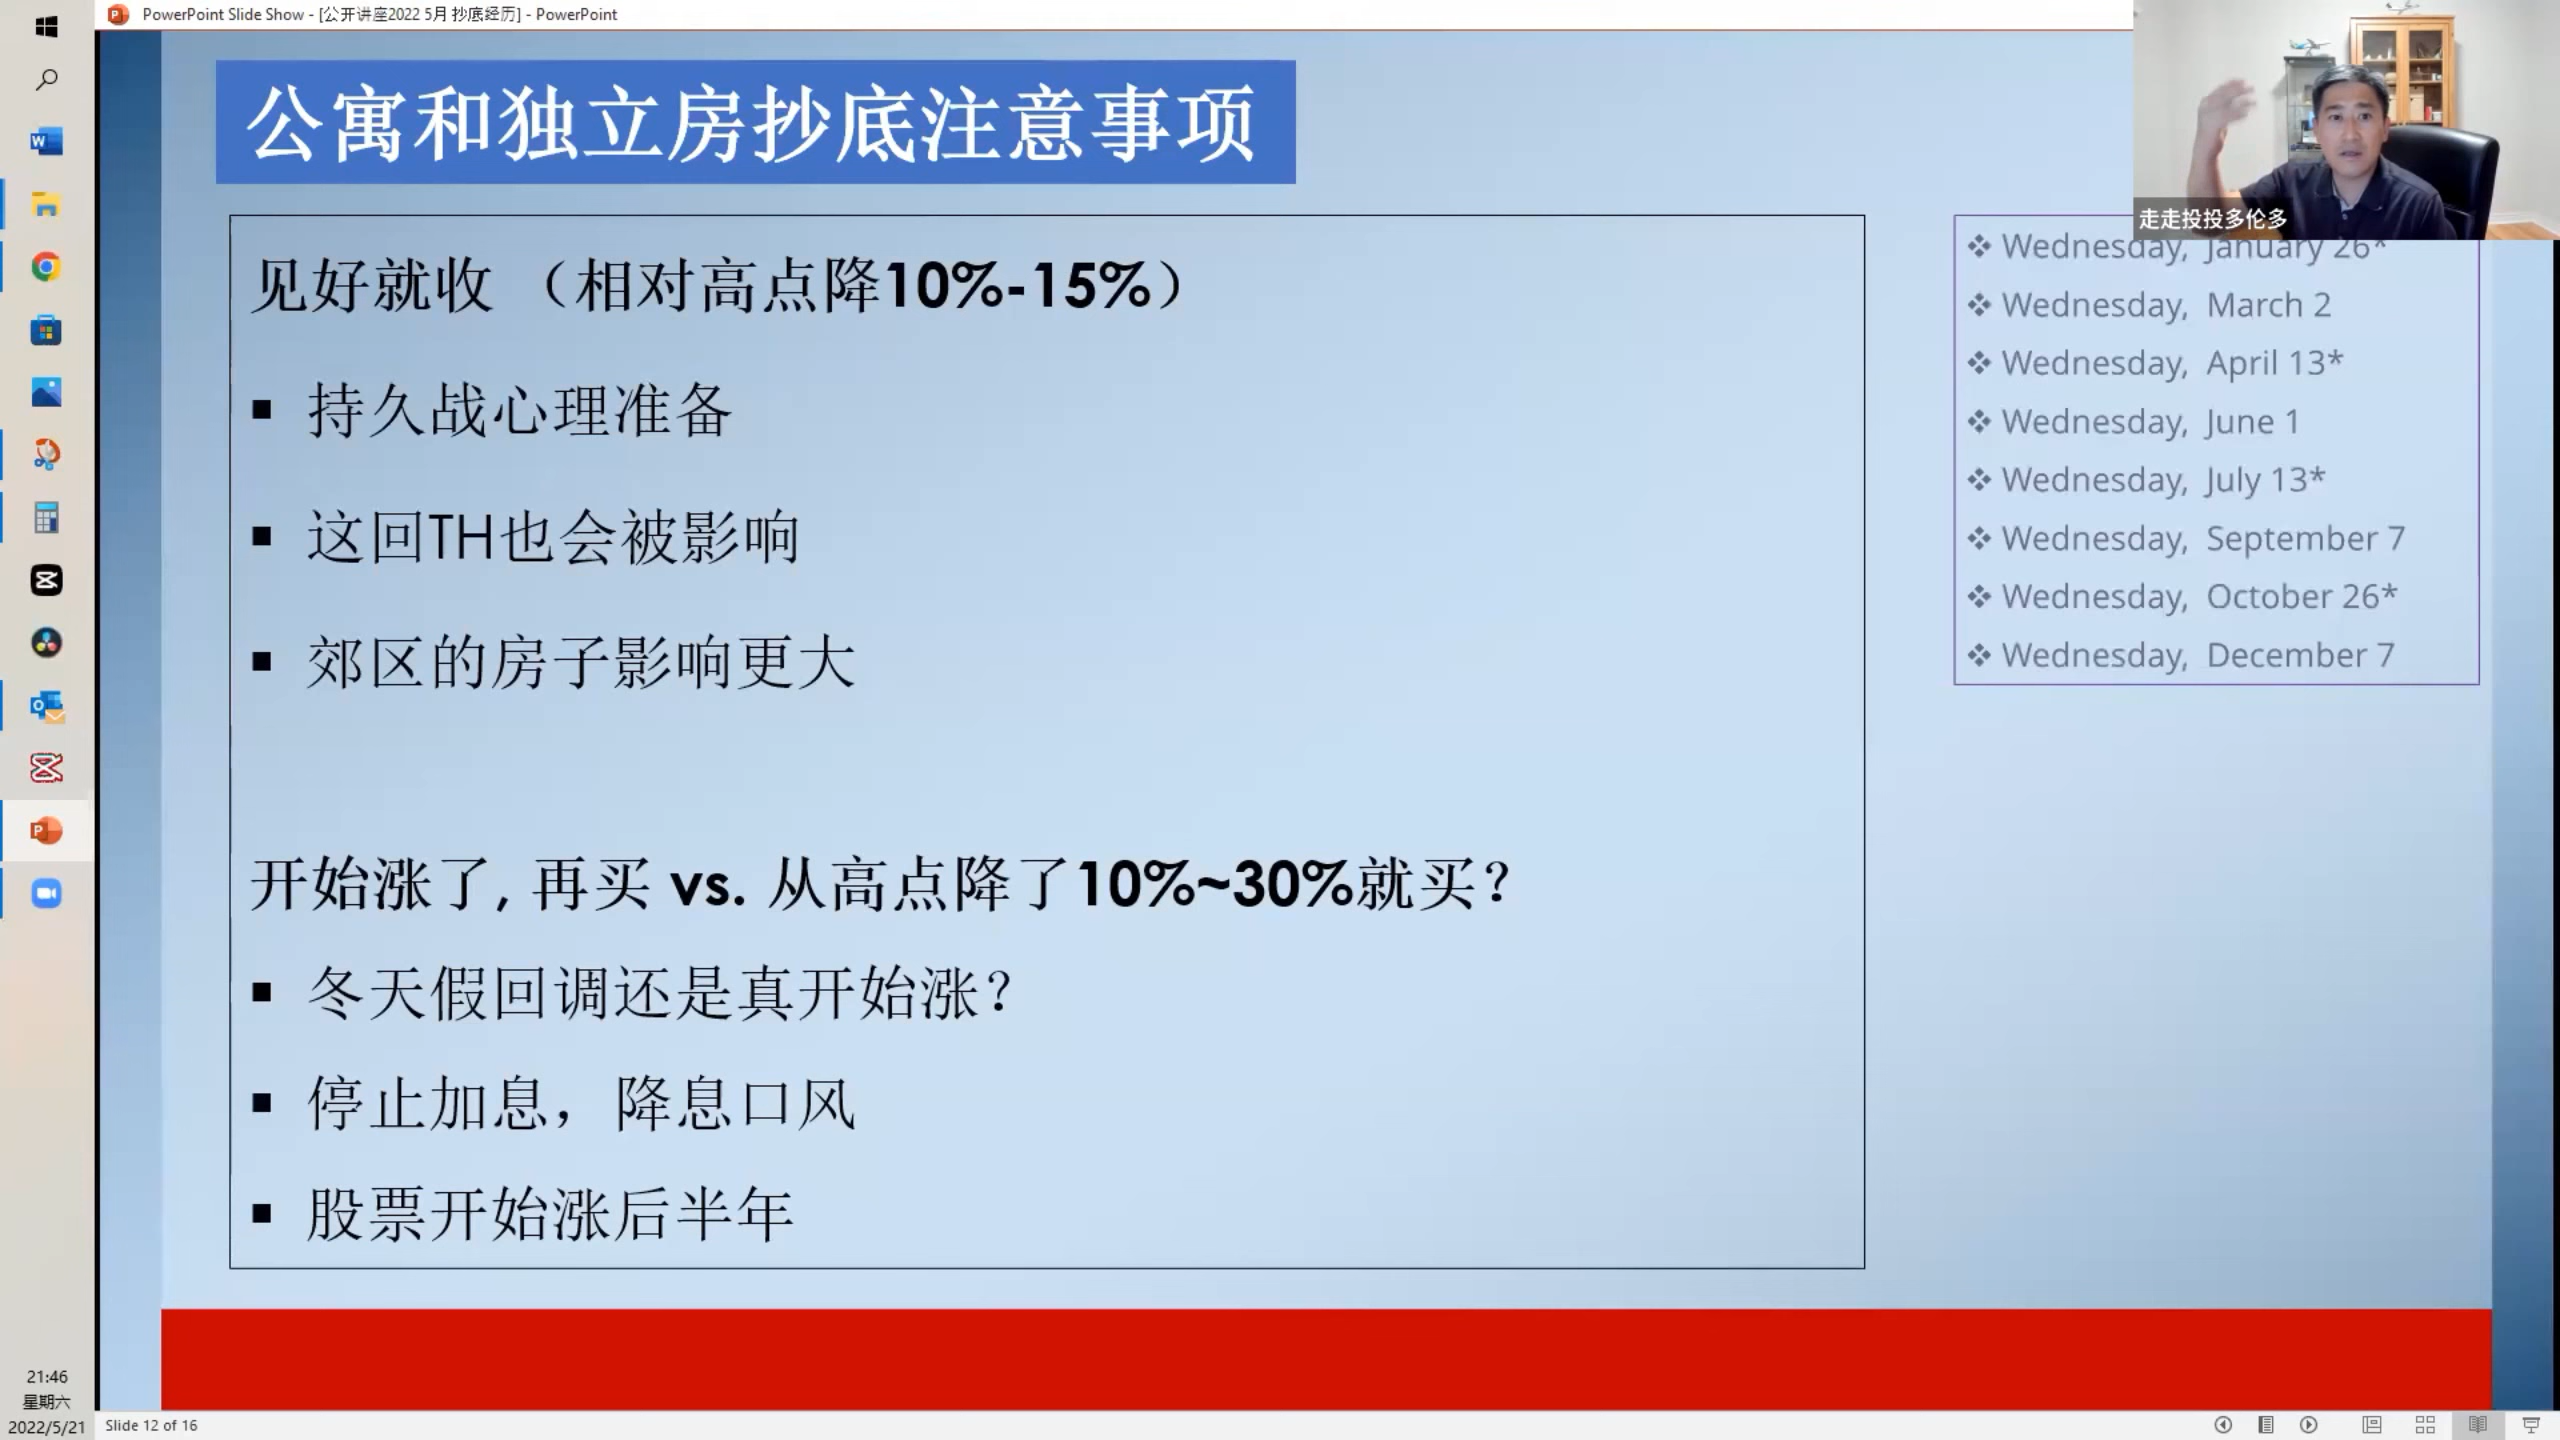 PowerPoint Slide Show - [公开讲座2022 5月 抄底经历] - PowerPoint
公寓和独立房抄底注意事项
走走投投多伦多
见好就收 （相对高点降10%-15%）
▪ 持久战心理准备
▪ 这回TH也会被影响
▪ 郊区的房子影响更大
开始涨了, 再买 vs. 从高点降了10%~30%就买?
▪ 冬天假回调还是真开始涨?
▪ 停止加息，降息口风
▪ 股票开始涨后半年
❖ Wednesday, January 26*
❖ Wednesday, March 2
❖ Wednesday, April 13*
❖ Wednesday, June 1
❖ Wednesday, July 13*
❖ Wednesday, September 7
❖ Wednesday, October 26*
❖ Wednesday, December 7
21:46
星期六
2022/5/21
Slide 12 of 16